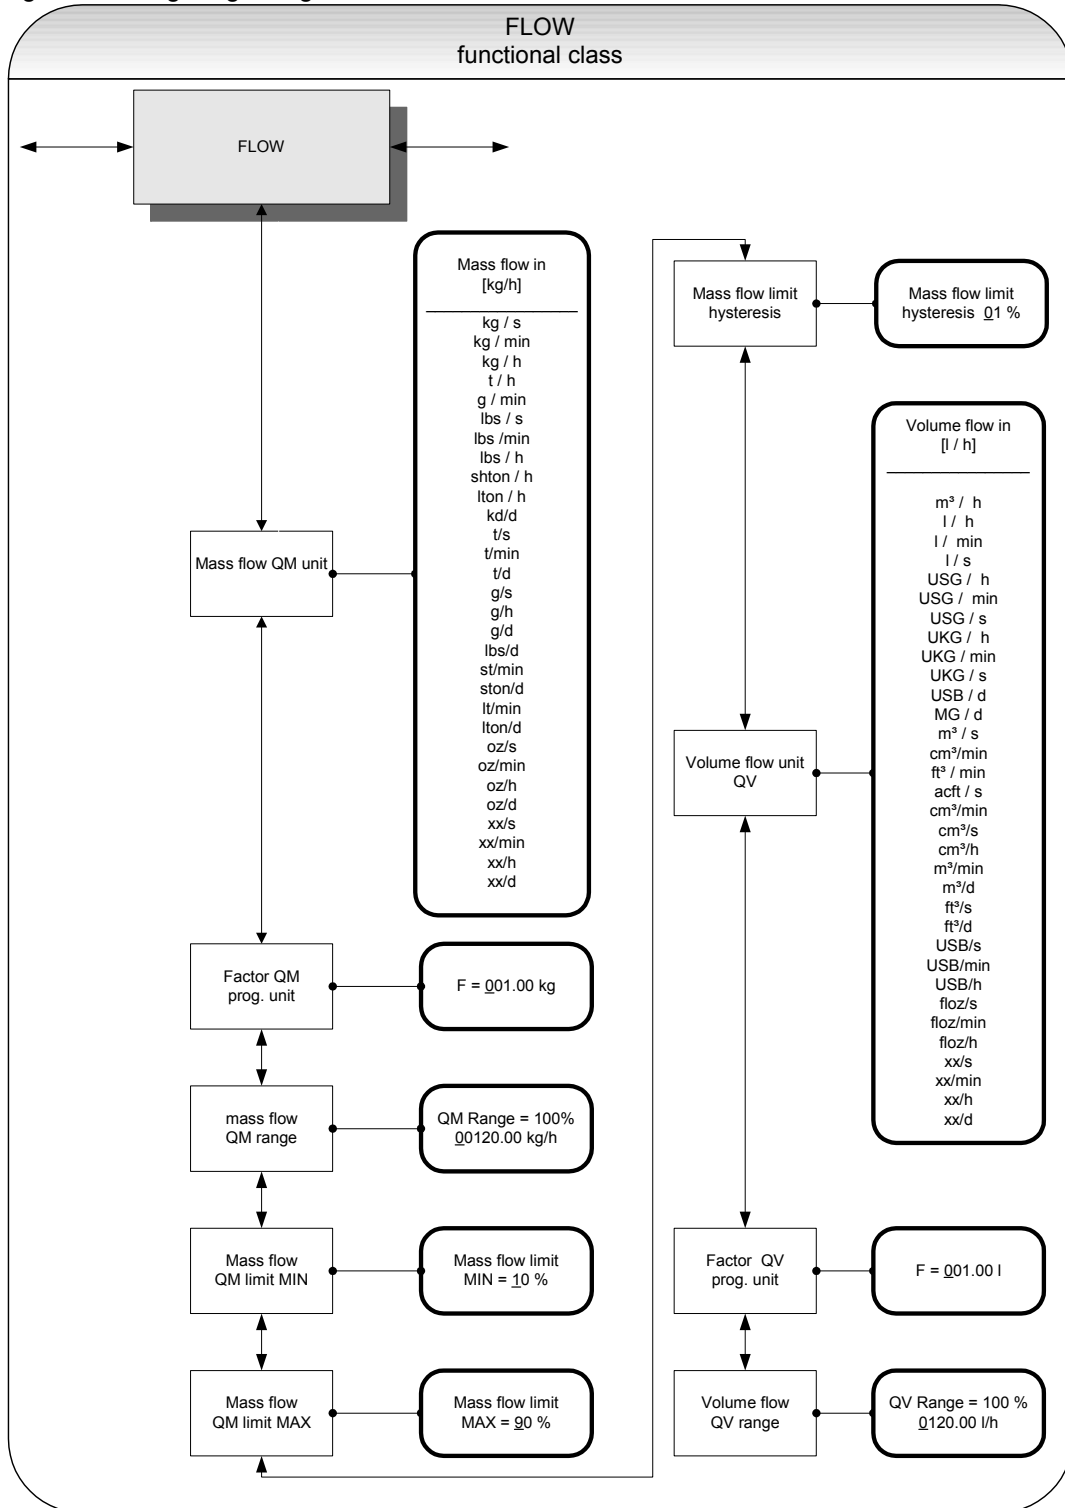 FLOW
functional class
FLOW
Mass flow in
[kg/h]
kg / s
kg / min
kg / h
t / h
g / min
lbs / s
lbs /min
lbs / h
shton / h
lton / h
kd/d
t/s
t/min
t/d
g/s
g/h
g/d
lbs/d
st/min
ston/d
lt/min
lton/d
oz/s
oz/min
oz/h
oz/d
xx/s
xx/min
xx/h
xx/d
Mass flow QM unit
Factor QM
prog. unit
F = 001.00 kg
mass flow
QM range
QM Range = 100%
00120.00 kg/h
Mass flow
QM limit MIN
Mass flow limit
MIN = 10 %
Mass flow
QM limit MAX
Mass flow limit
MAX = 90 %
Mass flow limit
hysteresis
Mass flow limit
hysteresis 01 %
Volume flow unit
QV
Volume flow in
[l / h]
m³ / h
l / h
l / min
l / s
USG / h
USG / min
USG / s
UKG / h
UKG / min
UKG / s
USB / d
MG / d
m³ / s
cm³/min
ft³ / min
acft / s
cm³/min
cm³/s
cm³/h
m³/min
m³/d
ft³/s
ft³/d
USB/s
USB/min
USB/h
floz/s
floz/min
floz/h
xx/s
xx/min
xx/h
xx/d
Factor QV
prog. unit
F = 001.00 l
Volume flow
QV range
QV Range = 100 %
0120.00 l/h